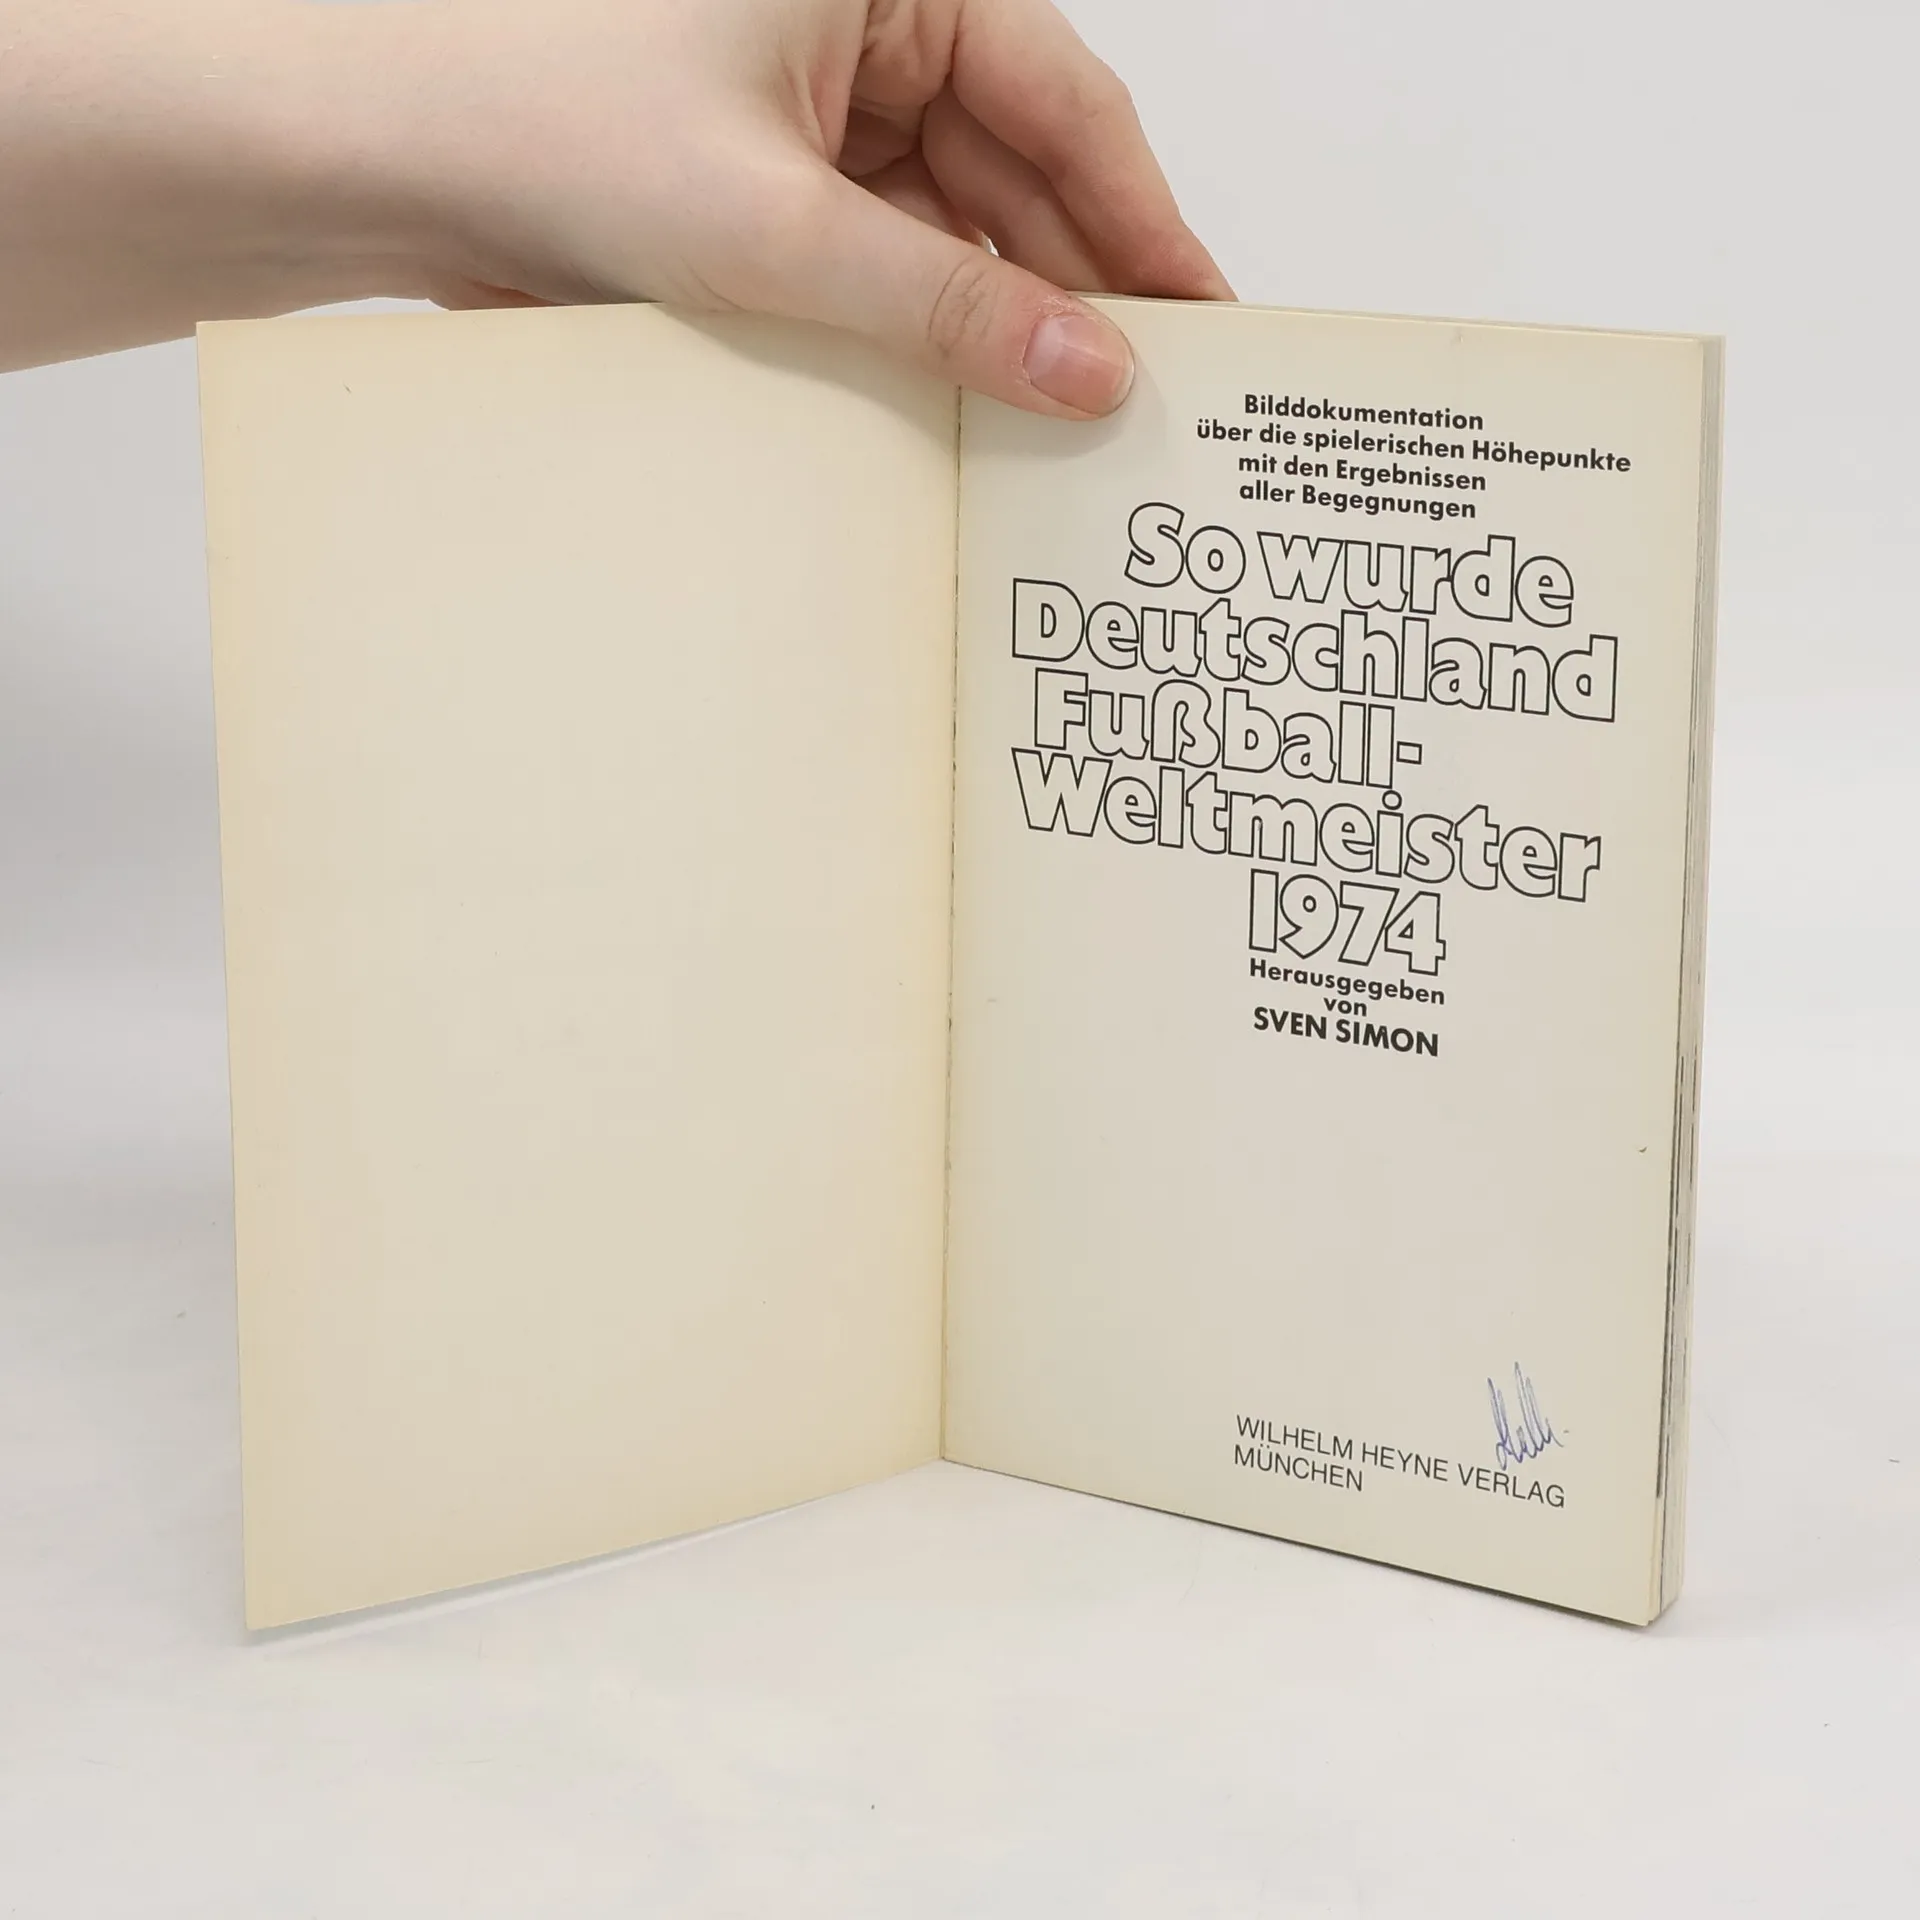 Bilddokumentation
über die spielerischen Höhepunkte
mit den Ergebnissen
aller Begegnungen
So wurde
Deutschland
Fußball-
Weltmeister
1974
Herausgegeben
von
SVEN SIMON
WILHELM HEYNE VERLAG
MÜNCHEN